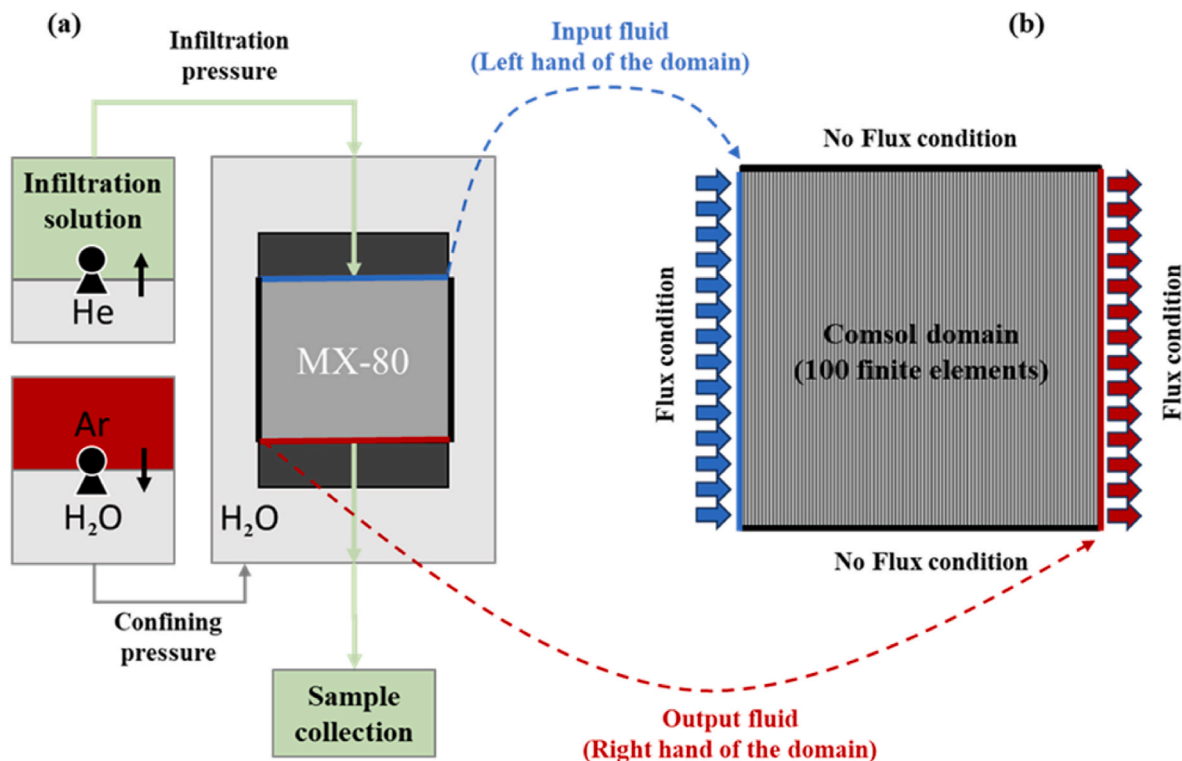 (a)
Infiltration
pressure
Input fluid
(Left hand of the domain)
(b)
Infiltration
solution
He
Ar
H₂O
MX-80
H₂O
Confining
pressure
Sample
collection
No Flux condition
Flux condition
Comsol domain
(100 finite elements)
Flux condition
No Flux condition
Output fluid
(Right hand of the domain)